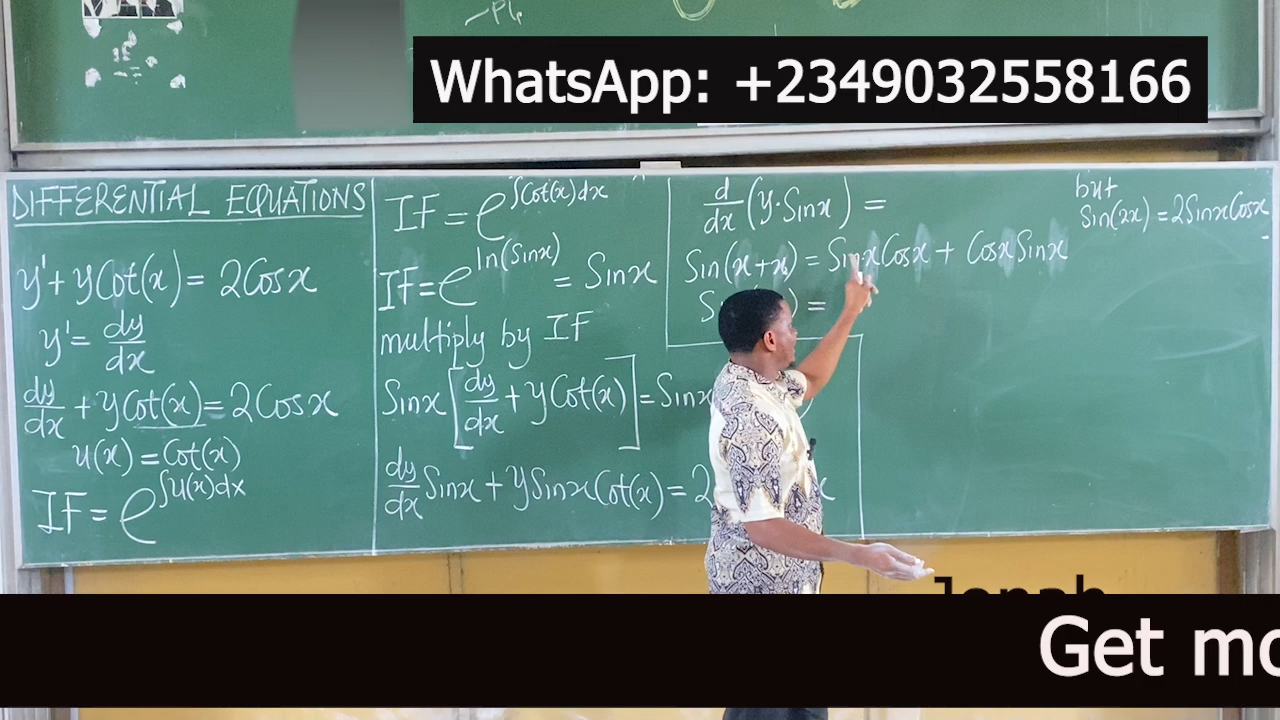 WhatsApp: +2349032558166
DIFFERENTIAL EQUATIONS
y' + yCot(x) = 2Cosx
y' = dy/dx
dy/dx + yCot(x) = 2Cosx
u(x) = Cot(x)
IF = e^∫u(x)dx
IF = e^∫Cot(x)dx
IF = e^ln(Sinx) = Sinx
multiply by IF
Sinx[dy/dx + yCot(x)] = Sinx
dy/dx Sinx + ySinxCot(x) = 2
d/dx(y·Sinx) =
but
Sin(2x) = 2SinxCosx
Sin(x+x) = SinxCosx + CosxSinx
Get mo